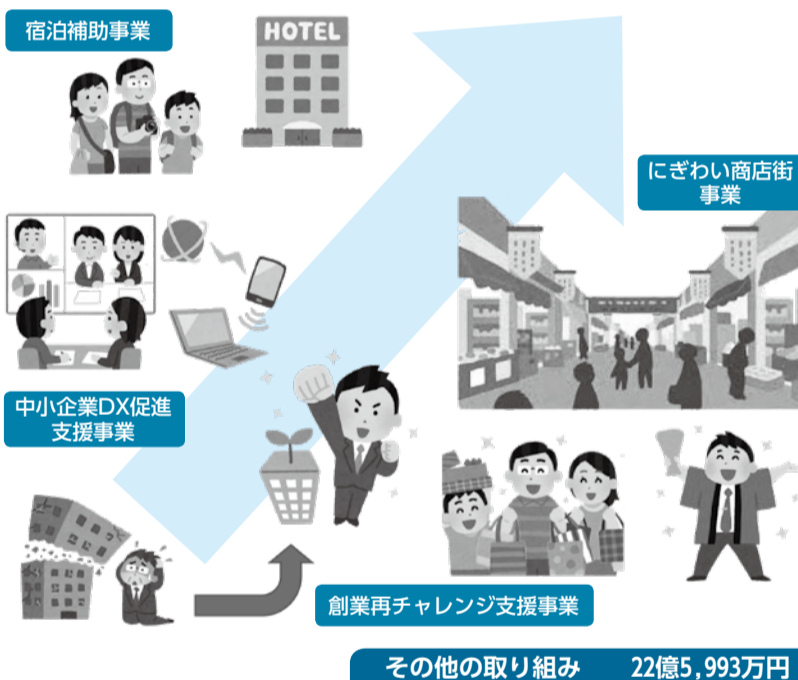 宿泊補助事業
HOTEL
にぎわい商店街
事業
中小企業DX促進
支援事業
創業再チャレンジ支援事業
その他の取り組み 22億5,993万円